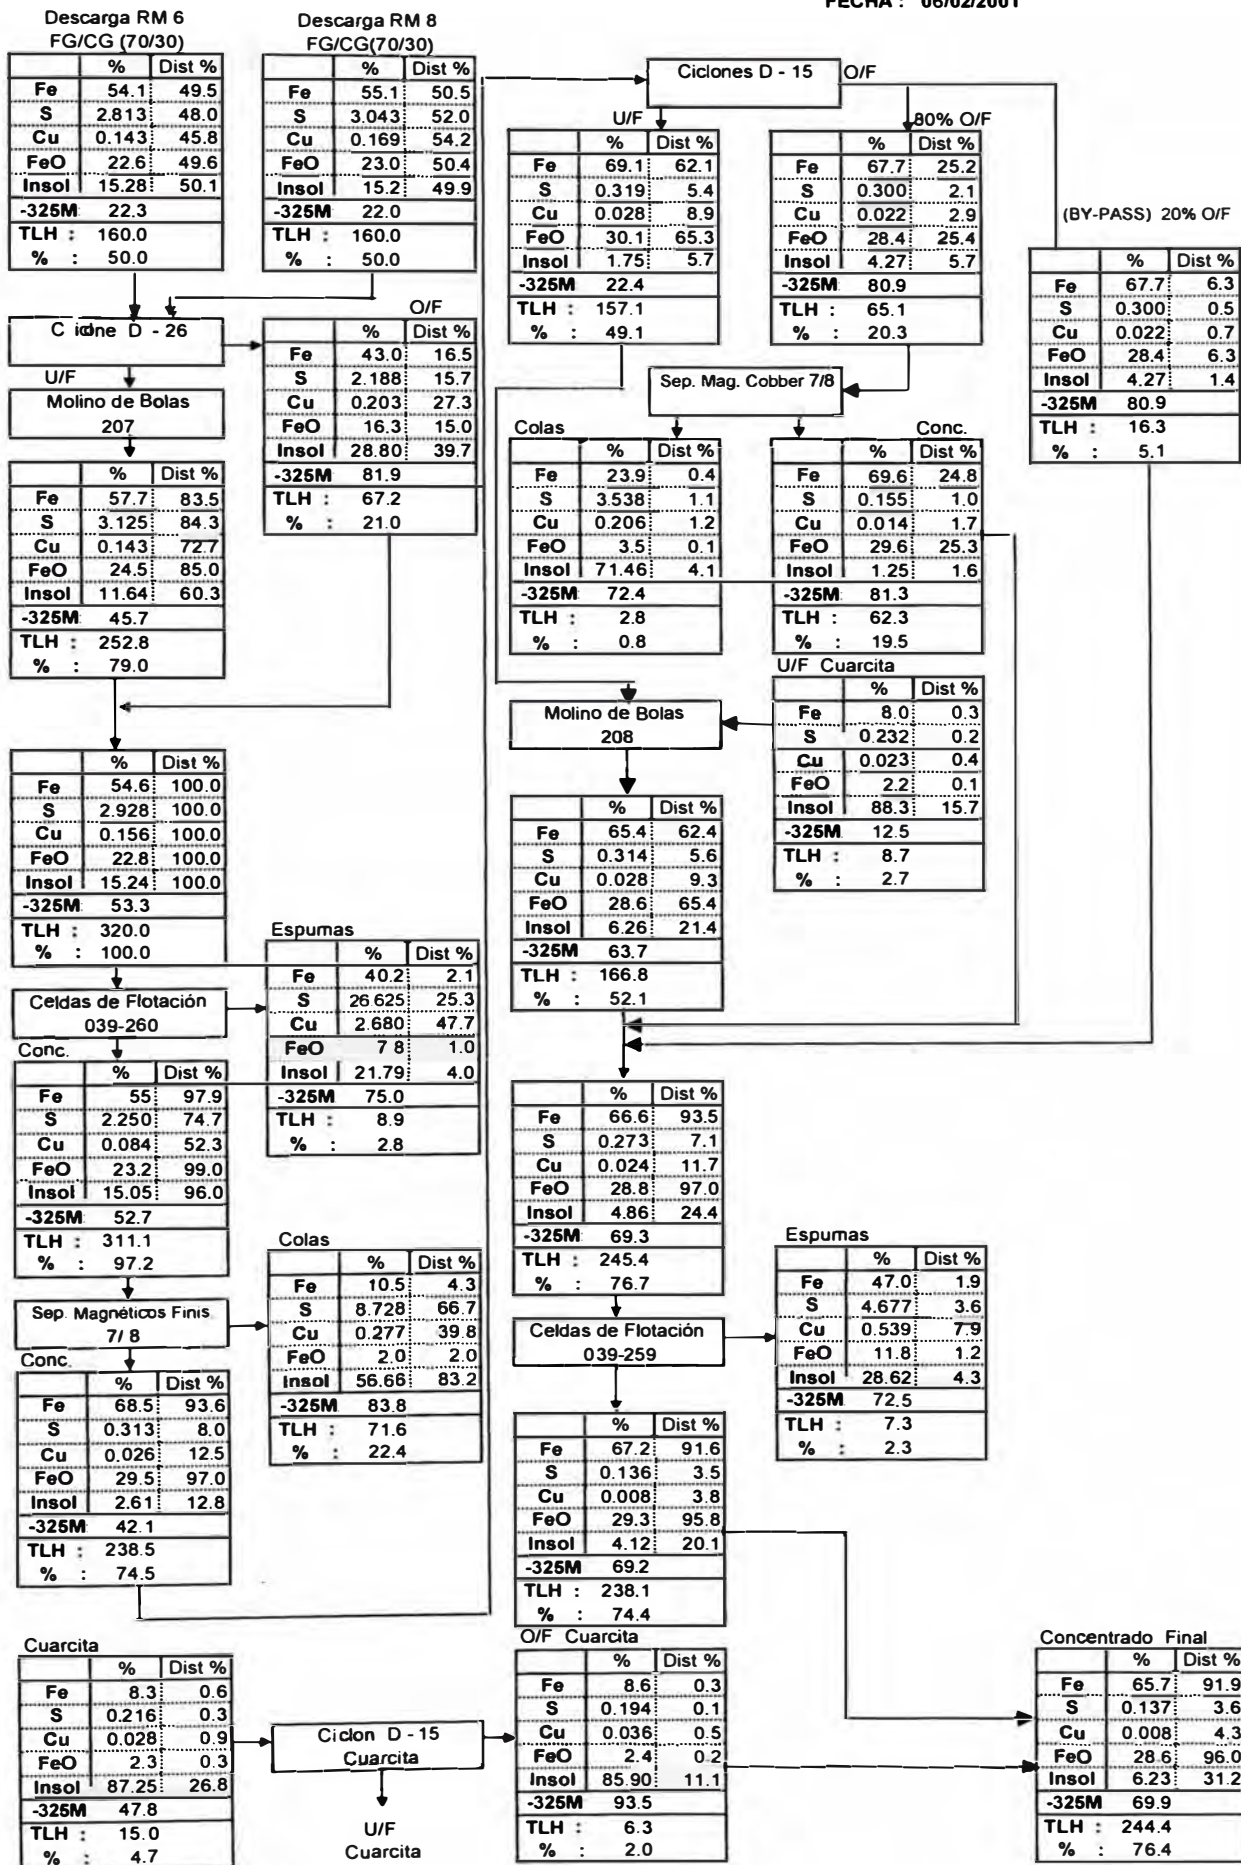 FECHA : 06/02/2001
Descarga RM 6
FG/CG (70/30)
% Dist %
Fe 54.1 49.5
S 2.813 48.0
Cu 0.143 45.8
FeO 22.6 49.6
Insol 15.28 50.1
-325M 22.3
TLH : 160.0
% : 50.0
Descarga RM 8
FG/CG(70/30)
% Dist %
Fe 55.1 50.5
S 3.043 52.0
Cu 0.169 54.2
FeO 23.0 50.4
Insol 15.2 49.9
-325M 22.0
TLH : 160.0
% : 50.0
D - 26
U/F
O/F
% Dist %
Fe 43.0 16.5
S 2.188 15.7
Cu 0.203 27.3
FeO 16.3 15.0
Insol 28.80 39.7
-325M 81.9
TLH : 67.2
% : 21.0
Molino de Bolas
207
% Dist %
Fe 57.7 83.5
S 3.125 84.3
Cu 0.143 72.7
FeO 24.5 85.0
Insol 11.64 60.3
-325M 45.7
TLH : 252.8
% : 79.0
% Dist %
Fe 54.6 100.0
S 2.928 100.0
Cu 0.156 100.0
FeO 22.8 100.0
Insol 15.24 100.0
-325M 53.3
TLH : 320.0
% : 100.0
Celdas de Flotación
039-260
Espumas
% Dist %
Fe 40.2 2.1
S 26.625 25.3
Cu 2.680 47.7
FeO 7 8 1.0
Insol 21.79 4.0
-325M 75.0
TLH : 8.9
% : 2.8
Conc.
% Dist %
Fe 55 97.9
S 2.250 74.7
Cu 0.084 52.3
FeO 23.2 99.0
Insol 15.05 96.0
-325M 52.7
TLH : 311.1
% : 97.2
Sep. Magnéticos Finis.
7/ 8
Colas
% Dist %
Fe 10.5 4.3
S 8.728 66.7
Cu 0.277 39.8
FeO 2.0 2.0
Insol 56.66 83.2
-325M 83.8
TLH : 71.6
% : 22.4
Conc.
% Dist %
Fe 68.5 93.6
S 0.313 8.0
Cu 0.026 12.5
FeO 29.5 97.0
Insol 2.61 12.8
-325M 42.1
TLH : 238.5
% : 74.5
Ciclones D - 15
O/F
U/F
% Dist %
Fe 69.1 62.1
S 0.319 5.4
Cu 0.028 8.9
FeO 30.1 65.3
Insol 1.75 5.7
-325M 22.4
TLH : 157.1
% : 49.1
80% O/F
% Dist %
Fe 67.7 25.2
S 0.300 2.1
Cu 0.022 2.9
FeO 28.4 25.4
Insol 4.27 5.7
-325M 80.9
TLH : 65.1
% : 20.3
(BY-PASS) 20% O/F
% Dist %
Fe 67.7 6.3
S 0.300 0.5
Cu 0.022 0.7
FeO 28.4 6.3
Insol 4.27 1.4
-325M 80.9
TLH : 16.3
% : 5.1
Sep. Mag. Cobber 7/8
Colas
% Dist %
Fe 23.9 0.4
S 3.538 1.1
Cu 0.206 1.2
FeO 3.5 0.1
Insol 71.46 4.1
-325M 72.4
TLH : 2.8
% : 0.8
Conc.
% Dist %
Fe 69.6 24.8
S 0.155 1.0
Cu 0.014 1.7
FeO 29.6 25.3
Insol 1.25 1.6
-325M 81.3
TLH : 62.3
% : 19.5
U/F Cuarcita
% Dist %
Fe 8.0 0.3
S 0.232 0.2
Cu 0.023 0.4
FeO 2.2 0.1
Insol 88.3 15.7
-325M 12.5
TLH : 8.7
% : 2.7
Molino de Bolas
208
% Dist %
Fe 65.4 62.4
S 0.314 5.6
Cu 0.028 9.3
FeO 28.6 65.4
Insol 6.26 21.4
-325M 63.7
TLH : 166.8
% : 52.1
% Dist %
Fe 66.6 93.5
S 0.273 7.1
Cu 0.024 11.7
FeO 28.8 97.0
Insol 4.86 24.4
-325M 69.3
TLH : 245.4
% : 76.7
Celdas de Flotación
039-259
Espumas
% Dist %
Fe 47.0 1.9
S 4.677 3.6
Cu 0.539 7.9
FeO 11.8 1.2
Insol 28.62 4.3
-325M 72.5
TLH : 7.3
% : 2.3
% Dist %
Fe 67.2 91.6
S 0.136 3.5
Cu 0.008 3.8
FeO 29.3 95.8
Insol 4.12 20.1
-325M 69.2
TLH : 238.1
% : 74.4
Cuarcita
% Dist %
Fe 8.3 0.6
S 0.216 0.3
Cu 0.028 0.9
FeO 2.3 0.3
Insol 87.25 26.8
-325M 47.8
TLH : 15.0
% : 4.7
Ciclon D - 15
Cuarcita
U/F
Cuarcita
O/F Cuarcita
% Dist %
Fe 8.6 0.3
S 0.194 0.1
Cu 0.036 0.5
FeO 2.4 0.2
Insol 85.90 11.1
-325M 93.5
TLH : 6.3
% : 2.0
Concentrado Final
% Dist %
Fe 65.7 91.9
S 0.137 3.6
Cu 0.008 4.3
FeO 28.6 96.0
Insol 6.23 31.2
-325M 69.9
TLH : 244.4
% : 76.4